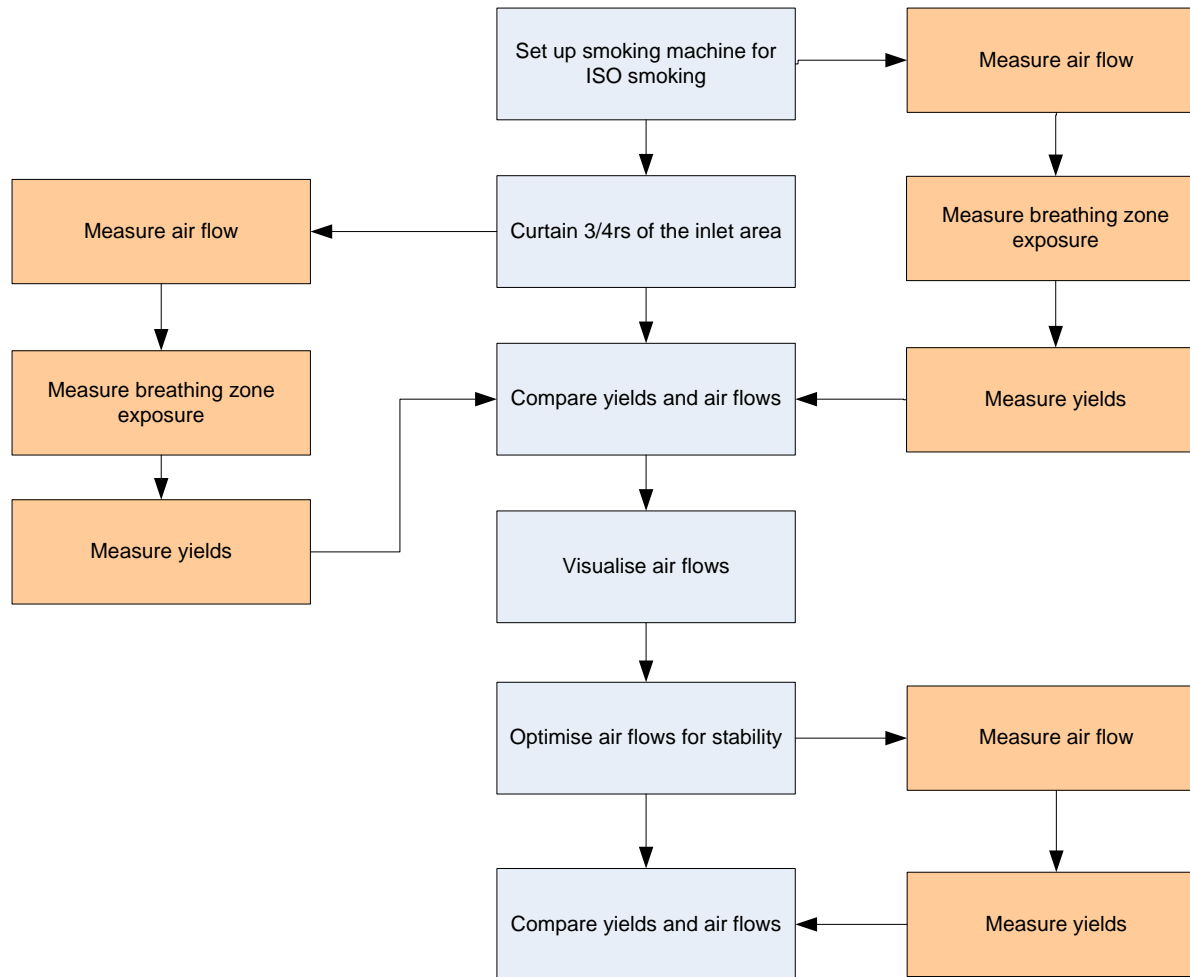 Set up smoking machine for
ISO smoking
Measure air flow
Measure air flow
Curtain 3/4rs of the inlet area
Measure breathing zone
exposure
Measure breathing zone
exposure
Compare yields and air flows
Measure yields
Measure yields
Visualise air flows
Optimise air flows for stability
Measure air flow
Compare yields and air flows
Measure yields